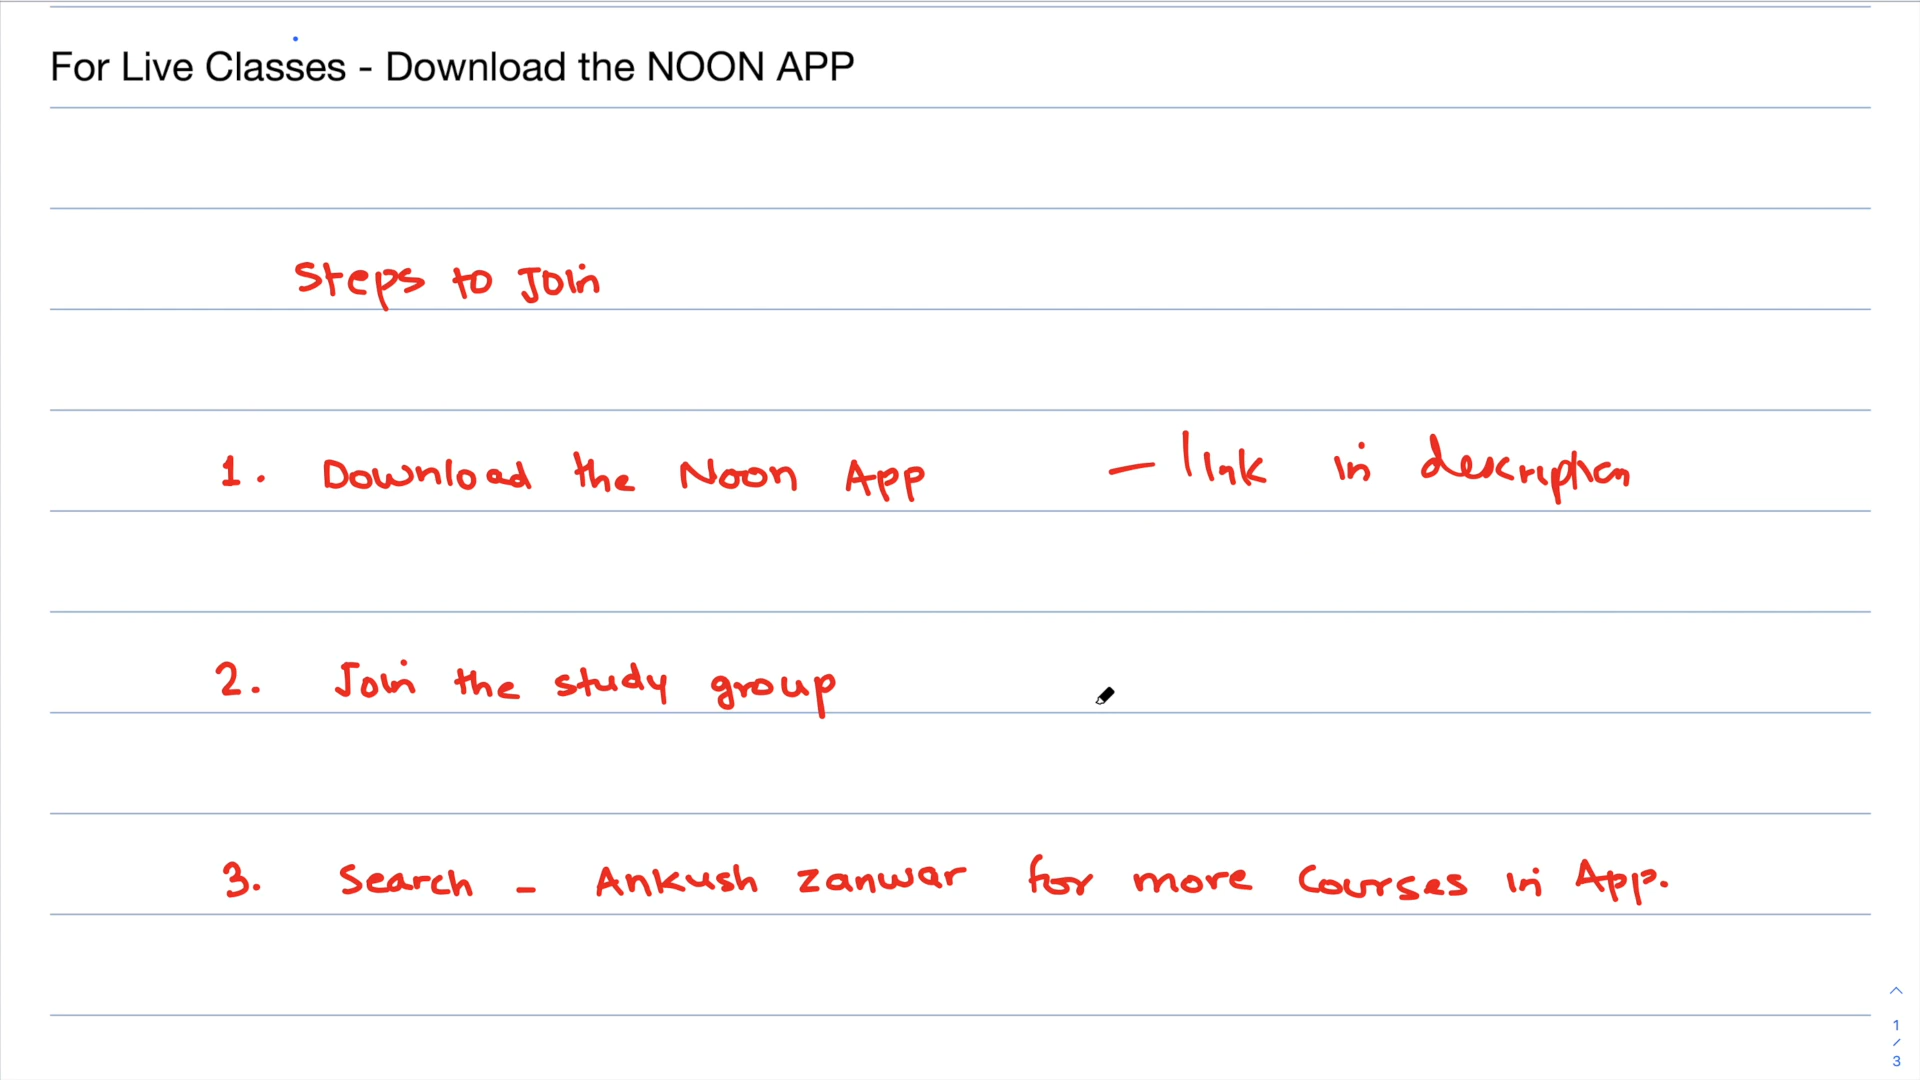 For Live Classes - Download the NOON APP
Steps to Join
1. Download the Noon App — link in description
2. Join the study group
3. Search - Ankush zanwar for more Courses in App.
1
/
3